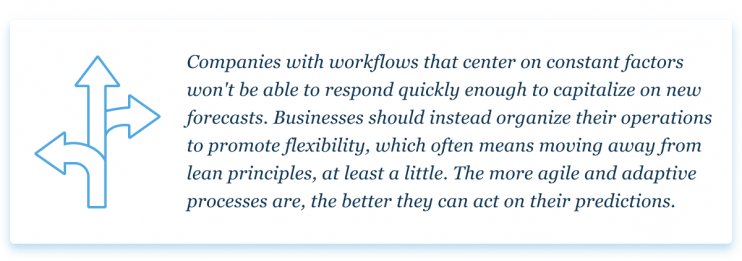 Companies with workflows that center on constant factors
won't be able to respond quickly enough to capitalize on new
forecasts. Businesses should instead organize their operations
to promote flexibility, which often means moving away from
lean principles, at least a little. The more agile and adaptive
processes are, the better they can act on their predictions.